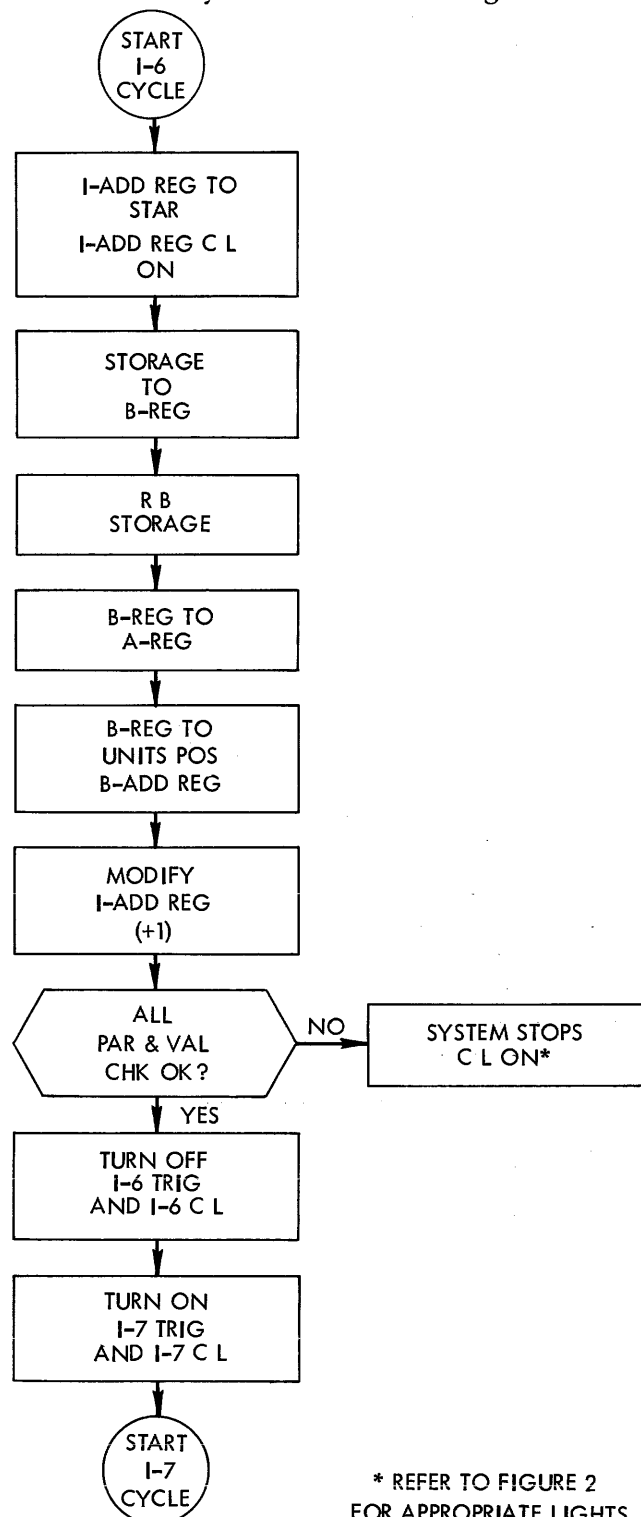 START
I-6
CYCLE
I-ADD REG TO
STAR
I-ADD REG C L
ON
STORAGE
TO
B-REG
R B
STORAGE
B-REG TO
A-REG
B-REG TO
UNITS POS
B-ADD REG
MODIFY
I-ADD REG
(+1)
ALL
PAR & VAL
CHK OK?
NO
SYSTEM STOPS
C L ON*
YES
TURN OFF
I-6 TRIG
AND I-6 C L
TURN ON
I-7 TRIG
AND I-7 C L
START
I-7
CYCLE
* REFER TO FIGURE 2
FOR APPROPRIATE LIGHTS